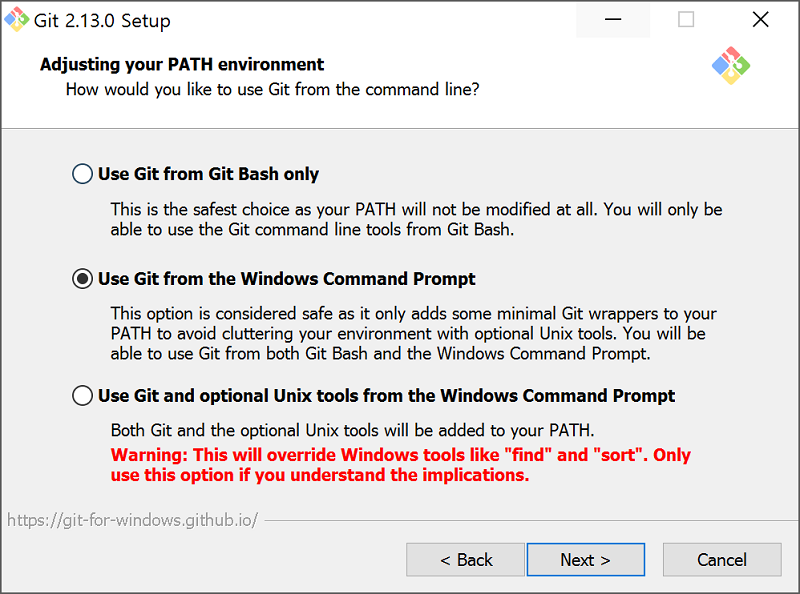 Git 2.13.0 Setup
Adjusting your PATH environment
How would you like to use Git from the command line?
Use Git from Git Bash only
This is the safest choice as your PATH will not be modified at all. You will only be
able to use the Git command line tools from Git Bash.
Use Git from the Windows Command Prompt
This option is considered safe as it only adds some minimal Git wrappers to your
PATH to avoid cluttering your environment with optional Unix tools. You will be
able to use Git from both Git Bash and the Windows Command Prompt.
Use Git and optional Unix tools from the Windows Command Prompt
Both Git and the optional Unix tools will be added to your PATH.
Warning: This will override Windows tools like "find" and "sort". Only
use this option if you understand the implications.
https://git-for-windows.github.io/
< Back Next > Cancel